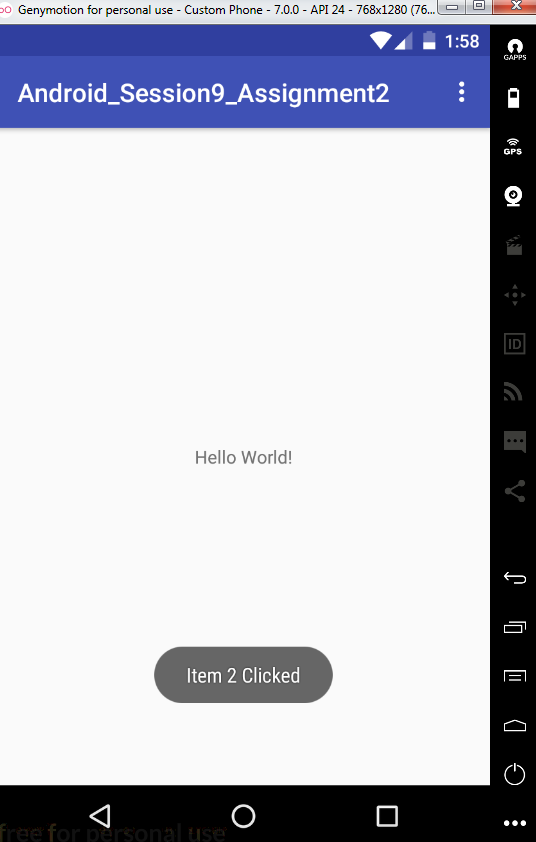 Genymotion for personal use - Custom Phone - 7.0.0 - API 24 - 768x1280 (76...
1:58
GAPPS
Android_Session9_Assignment2
GPS
ID
Hello World!
Item 2 Clicked
free for personal use